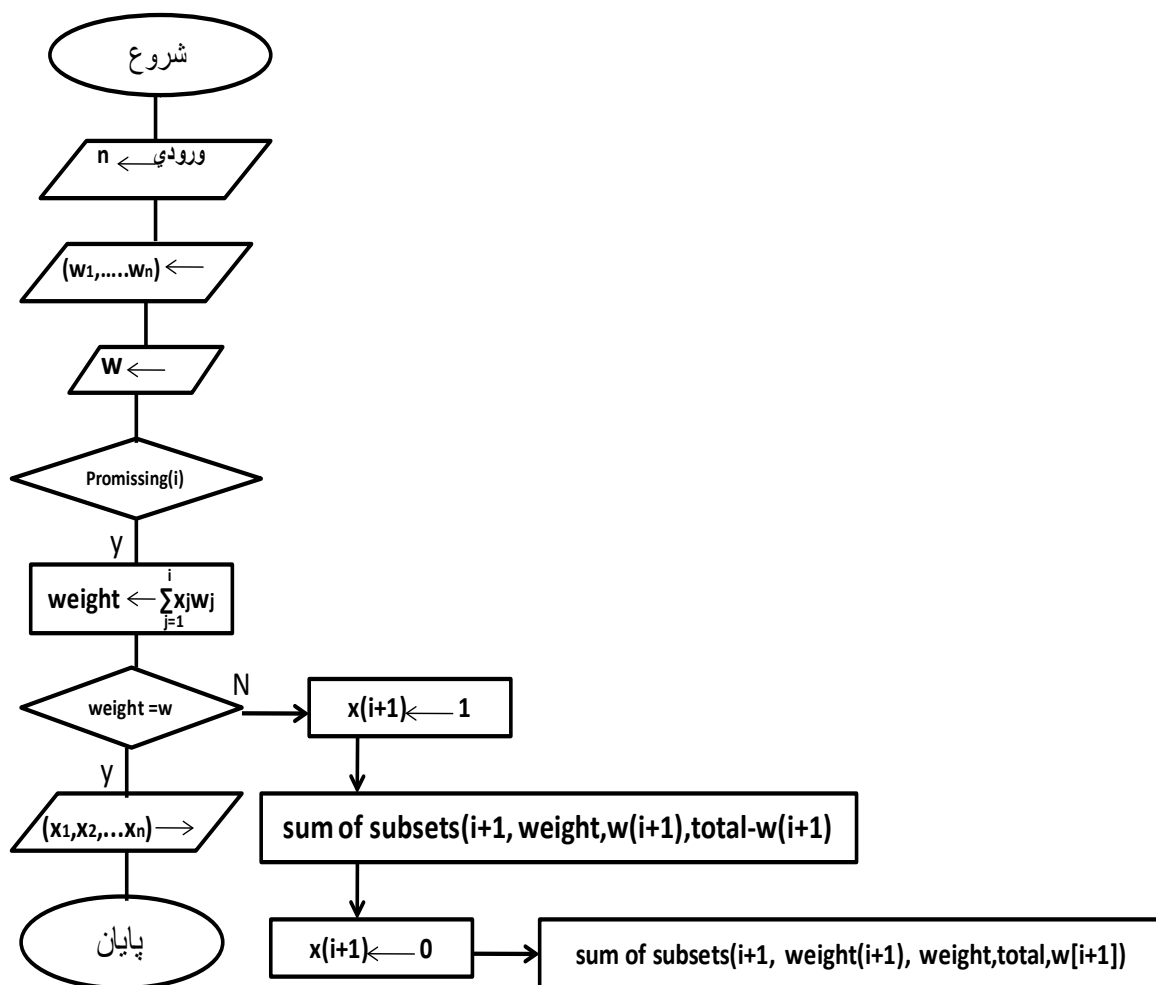 شروع
n ← ورودي
(w1,.....wn) ←
W ←
Promissing(i)
y
weight ← i∑j=1 xjwj
weight =w
N
x(i+1) ← 1
y
(x1,x2,...xn) →
sum of subsets(i+1, weight,w(i+1),total-w(i+1)
پایان
x(i+1) ← 0
sum of subsets(i+1, weight(i+1), weight,total,w[i+1])